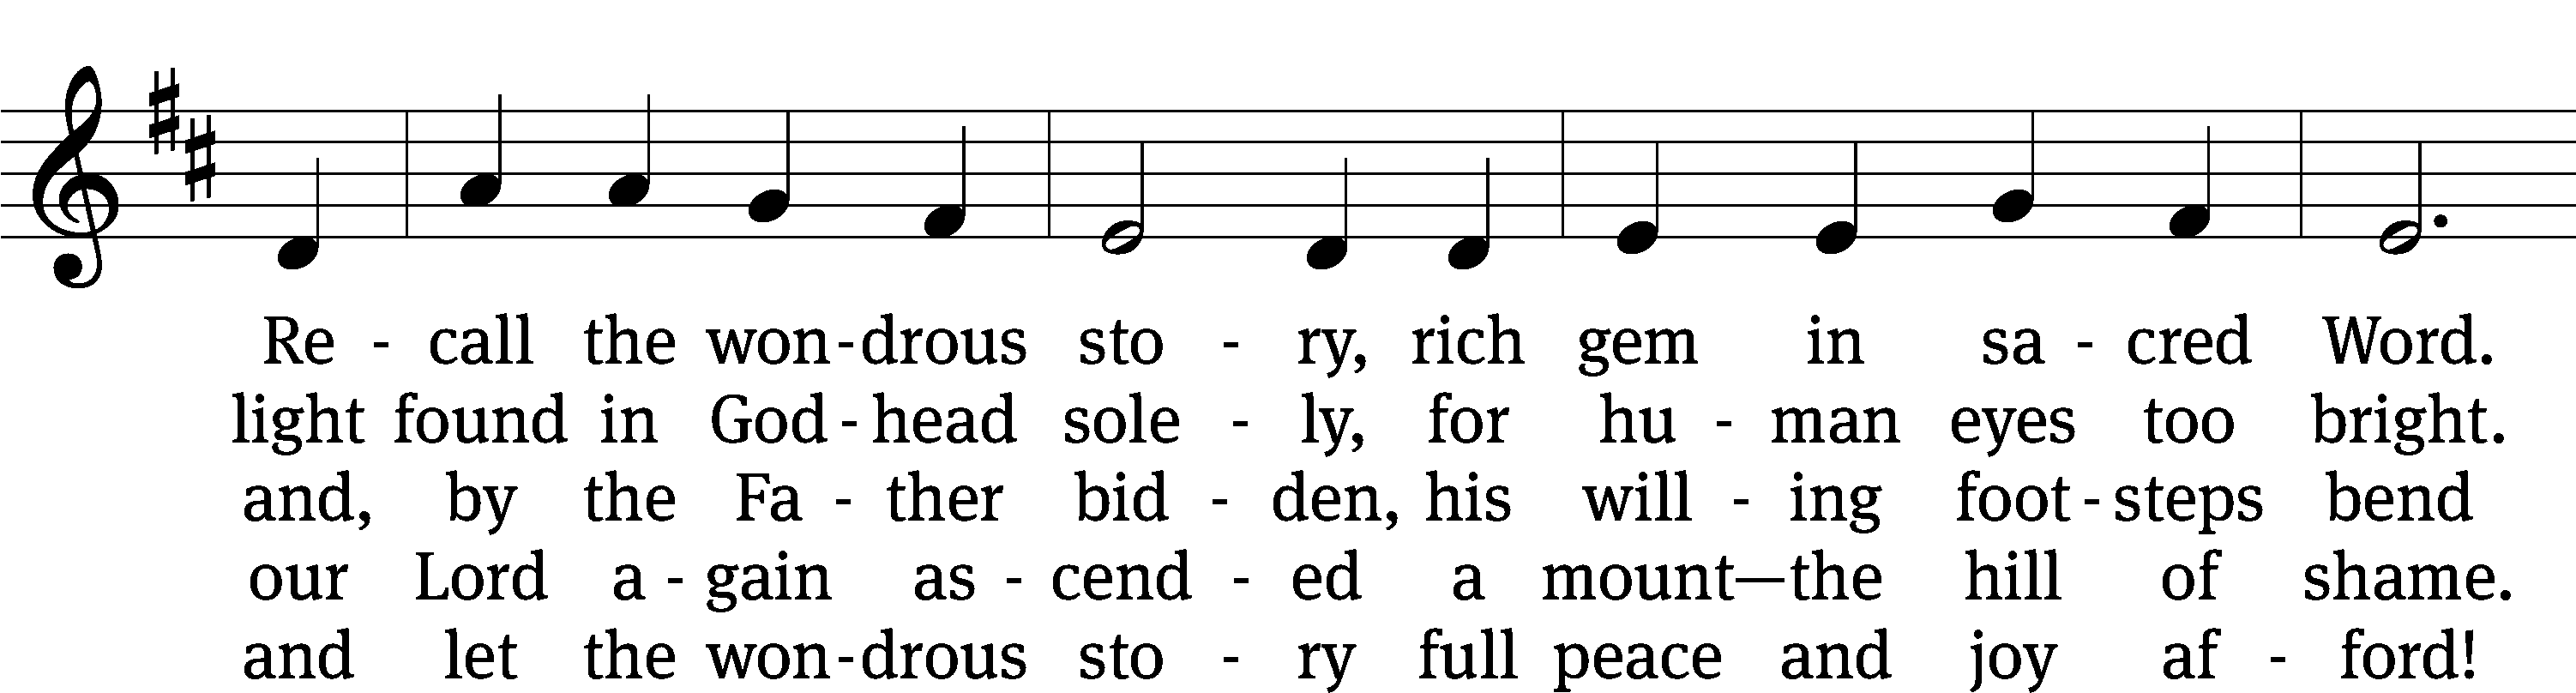 Re - call the won - drous sto - ry, rich gem in sa - cred Word.
light found in God - head sole - ly, for hu - man eyes too bright.
and, by the Fa - ther bid - den, his will - ing foot - steps bend
our Lord a - gain as - cend - ed a mount—the hill of shame.
and let the won - drous sto - ry full peace and joy af - ford!